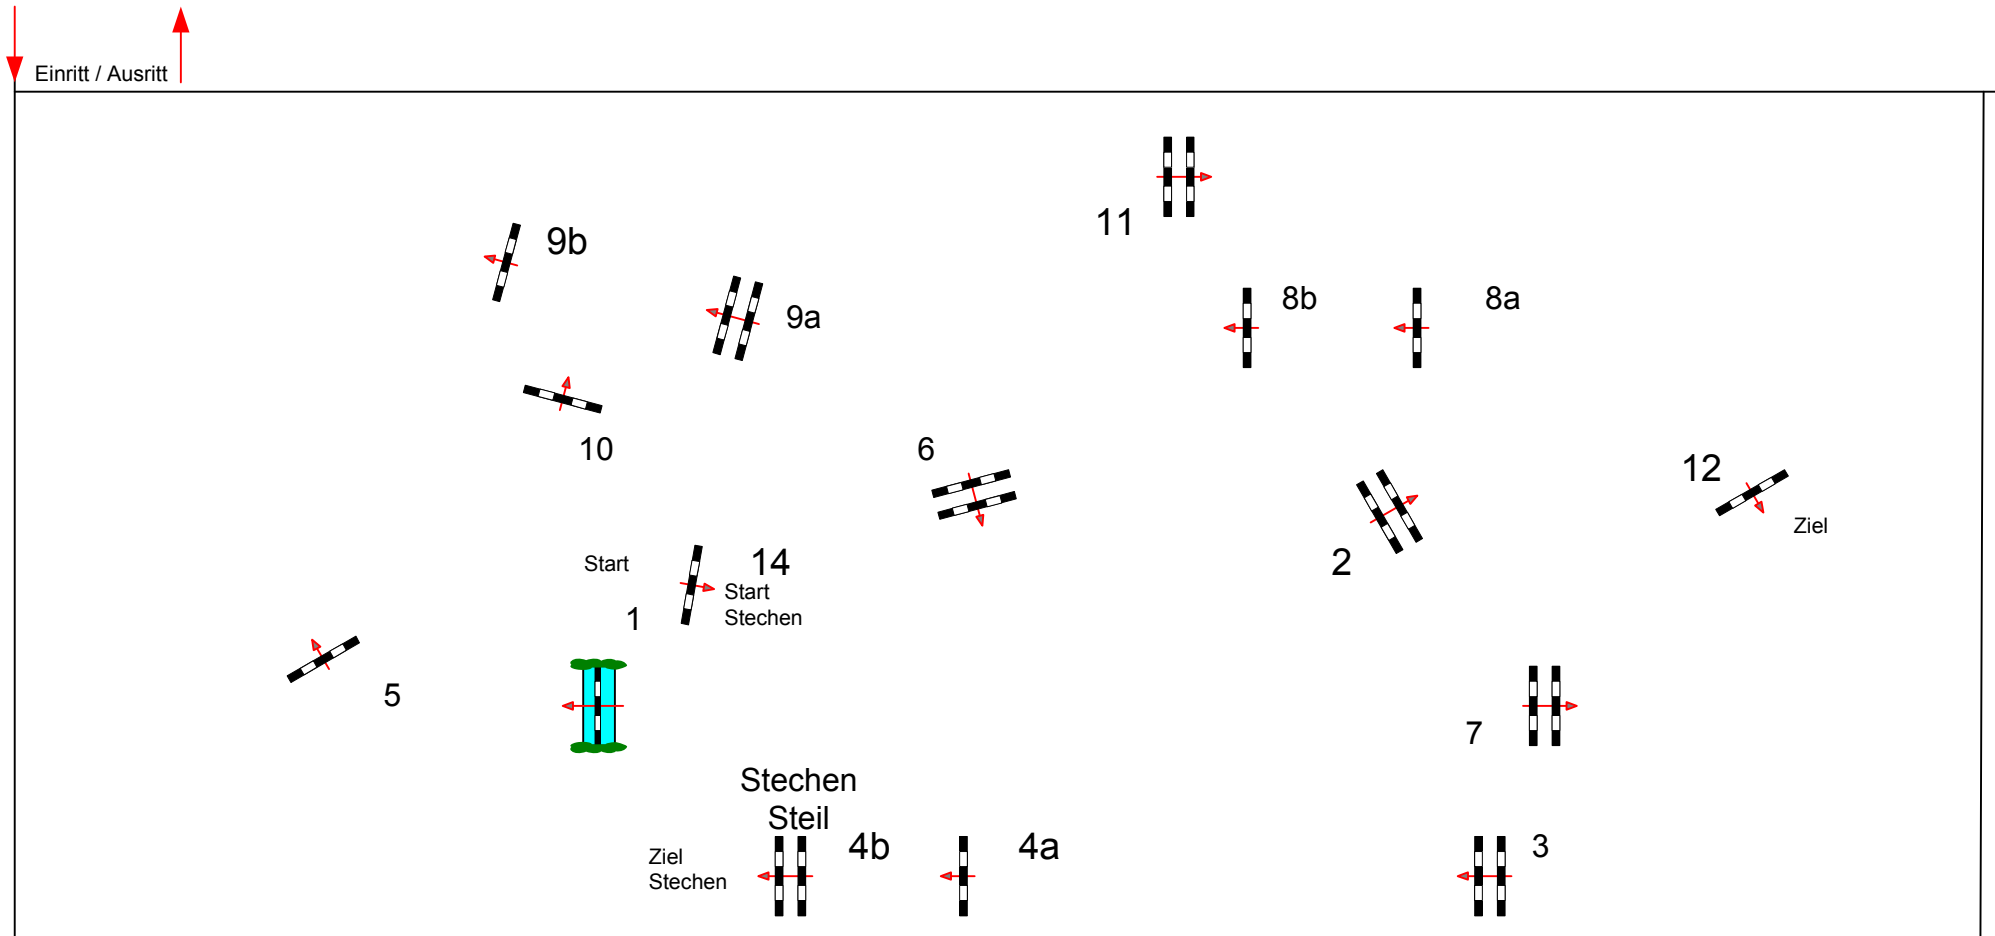 Einritt / Ausritt
11
9b
8b
8a
9a
10
6
12
Ziel
2
Start
14
Start
Stechen
1
5
7
Stechen
Steil
4b
4a
3
Ziel
Stechen